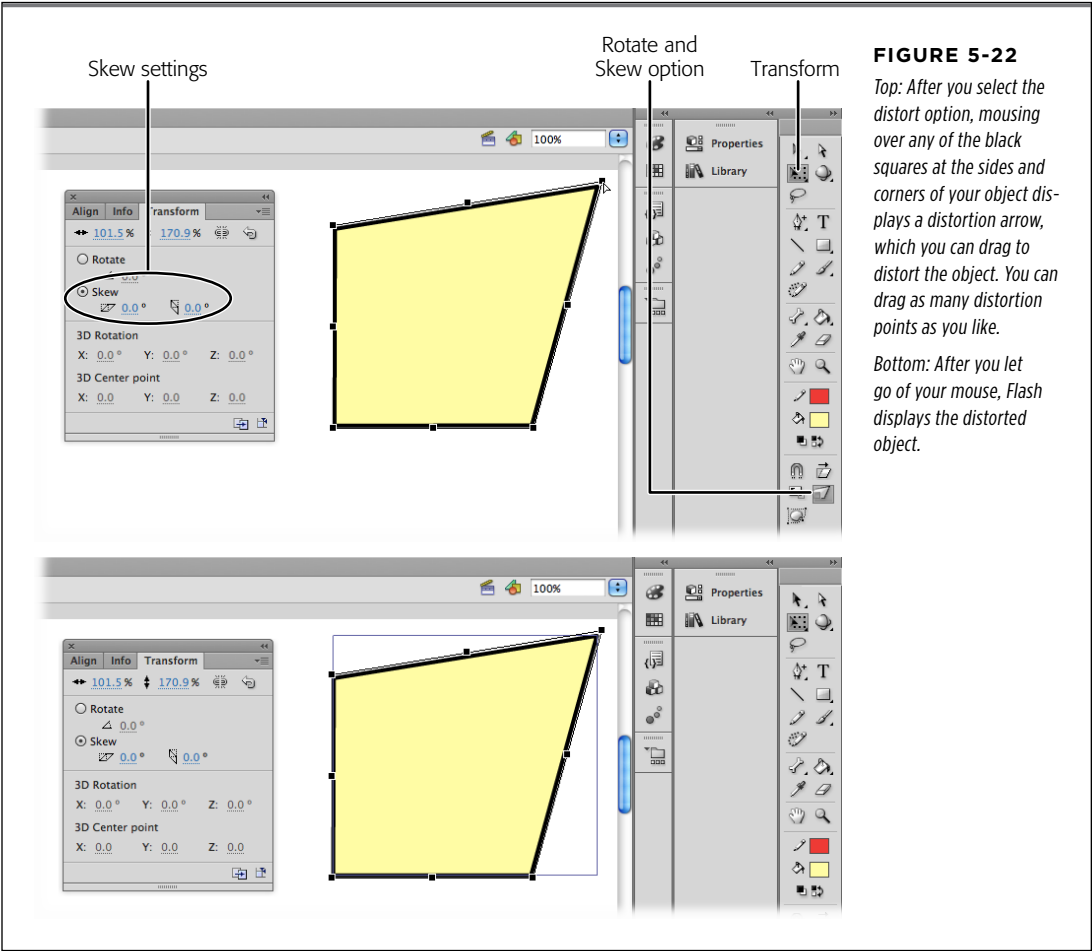 Skew settings
Rotate and
Skew option
Transform
FIGURE 5-22
Top: After you select the
distort option, mousing
over any of the black
squares at the sides and
corners of your object dis-
plays a distortion arrow,
which you can drag to
distort the object. You can
drag as many distortion
points as you like.
Bottom: After you let
go of your mouse, Flash
displays the distorted
object.
100%
Properties
Library
Align Info Transform
101.5 % 170.9 %
Rotate
0.0 °
Skew
0.0 ° 0.0 °
3D Rotation
X: 0.0 ° Y: 0.0 ° Z: 0.0 °
3D Center point
X: 0.0 Y: 0.0 Z: 0.0
T
100%
Properties
Library
Align Info Transform
101.5 % 170.9 %
Rotate
0.0 °
Skew
0.0 ° 0.0 °
3D Rotation
X: 0.0 ° Y: 0.0 ° Z: 0.0 °
3D Center point
X: 0.0 Y: 0.0 Z: 0.0
T